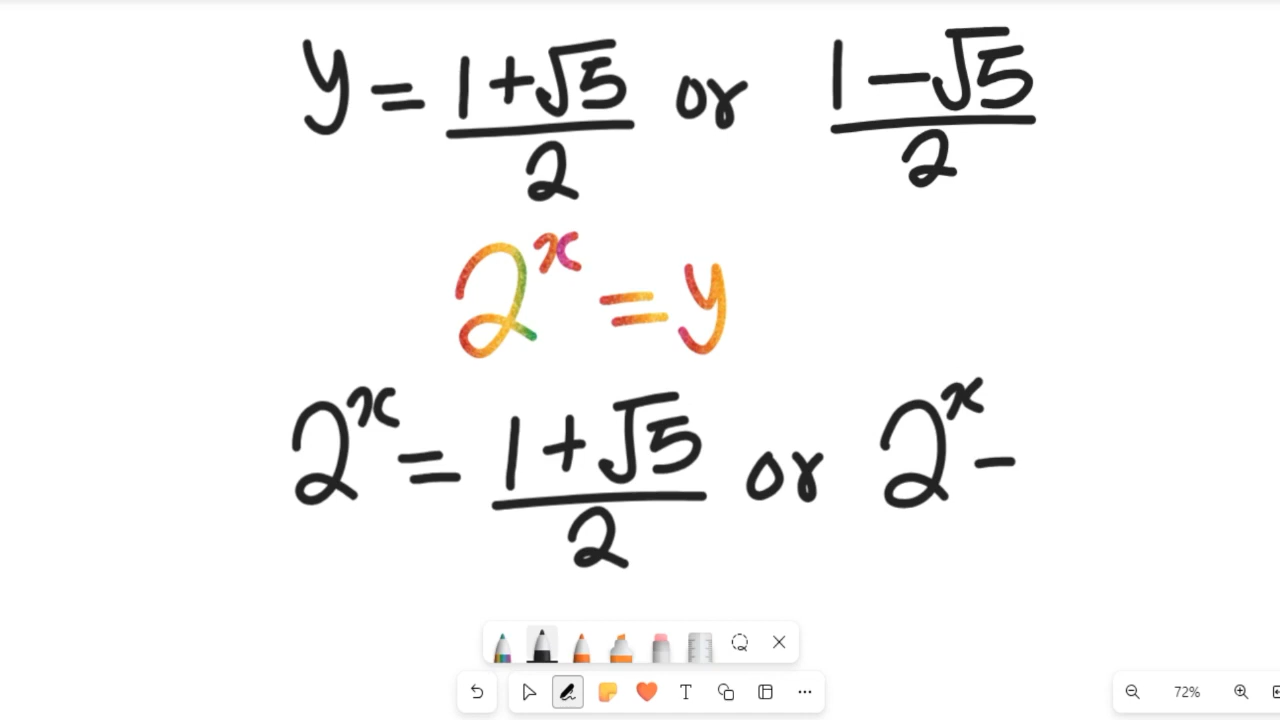 y = (1+√5)/2 or (1−√5)/2
2^x = y
2^x = (1+√5)/2 or 2^x −
T
72%